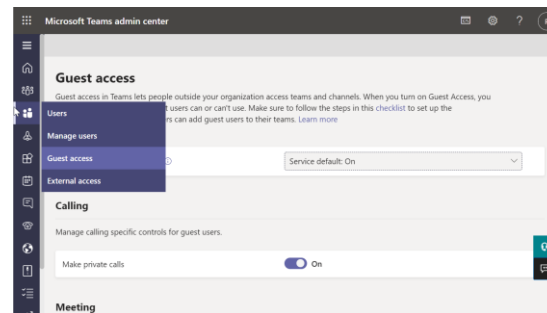 Microsoft Teams admin center
?
Guest access
Guest access in Teams lets people outside your organization access teams and channels. When you turn on Guest Access, you
t users can or can't use. Make sure to follow the steps in this checklist to set up the
rs can add guest users to their teams. Learn more
Users
Manage users
Guest access
External access
Service default: On
Calling
Manage calling specific controls for guest users.
Make private calls
On
Meeting